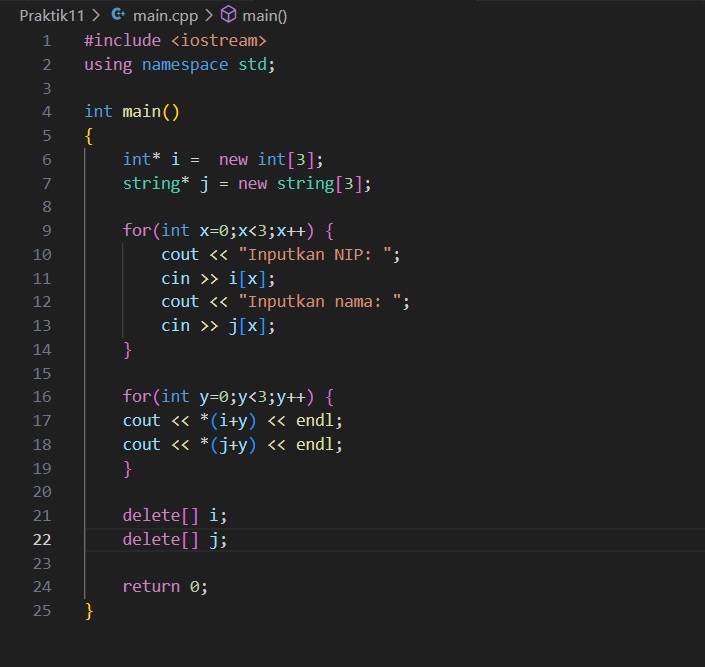 Praktik11 > main.cpp > main()
1 #include <iostream>
2 using namespace std;
3
4 int main()
5 {
6     int* i =  new int[3];
7     string* j = new string[3];
8
9     for(int x=0;x<3;x++) {
10         cout << "Inputkan NIP: ";
11         cin >> i[x];
12         cout << "Inputkan nama: ";
13         cin >> j[x];
14     }
15
16     for(int y=0;y<3;y++) {
17     cout << *(i+y) << endl;
18     cout << *(j+y) << endl;
19     }
20
21     delete[] i;
22     delete[] j;
23
24     return 0;
25 }